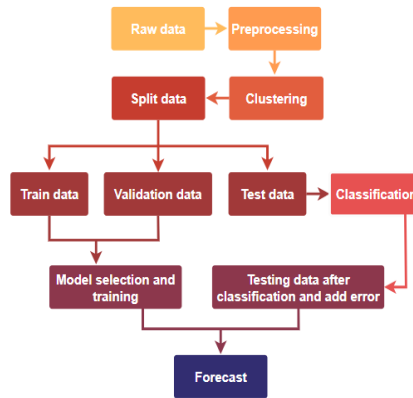 Raw data
Preprocessing
Split data
Clustering
Train data
Validation data
Test data
Classification
Model selection and
training
Testing data after
classification and add error
Forecast